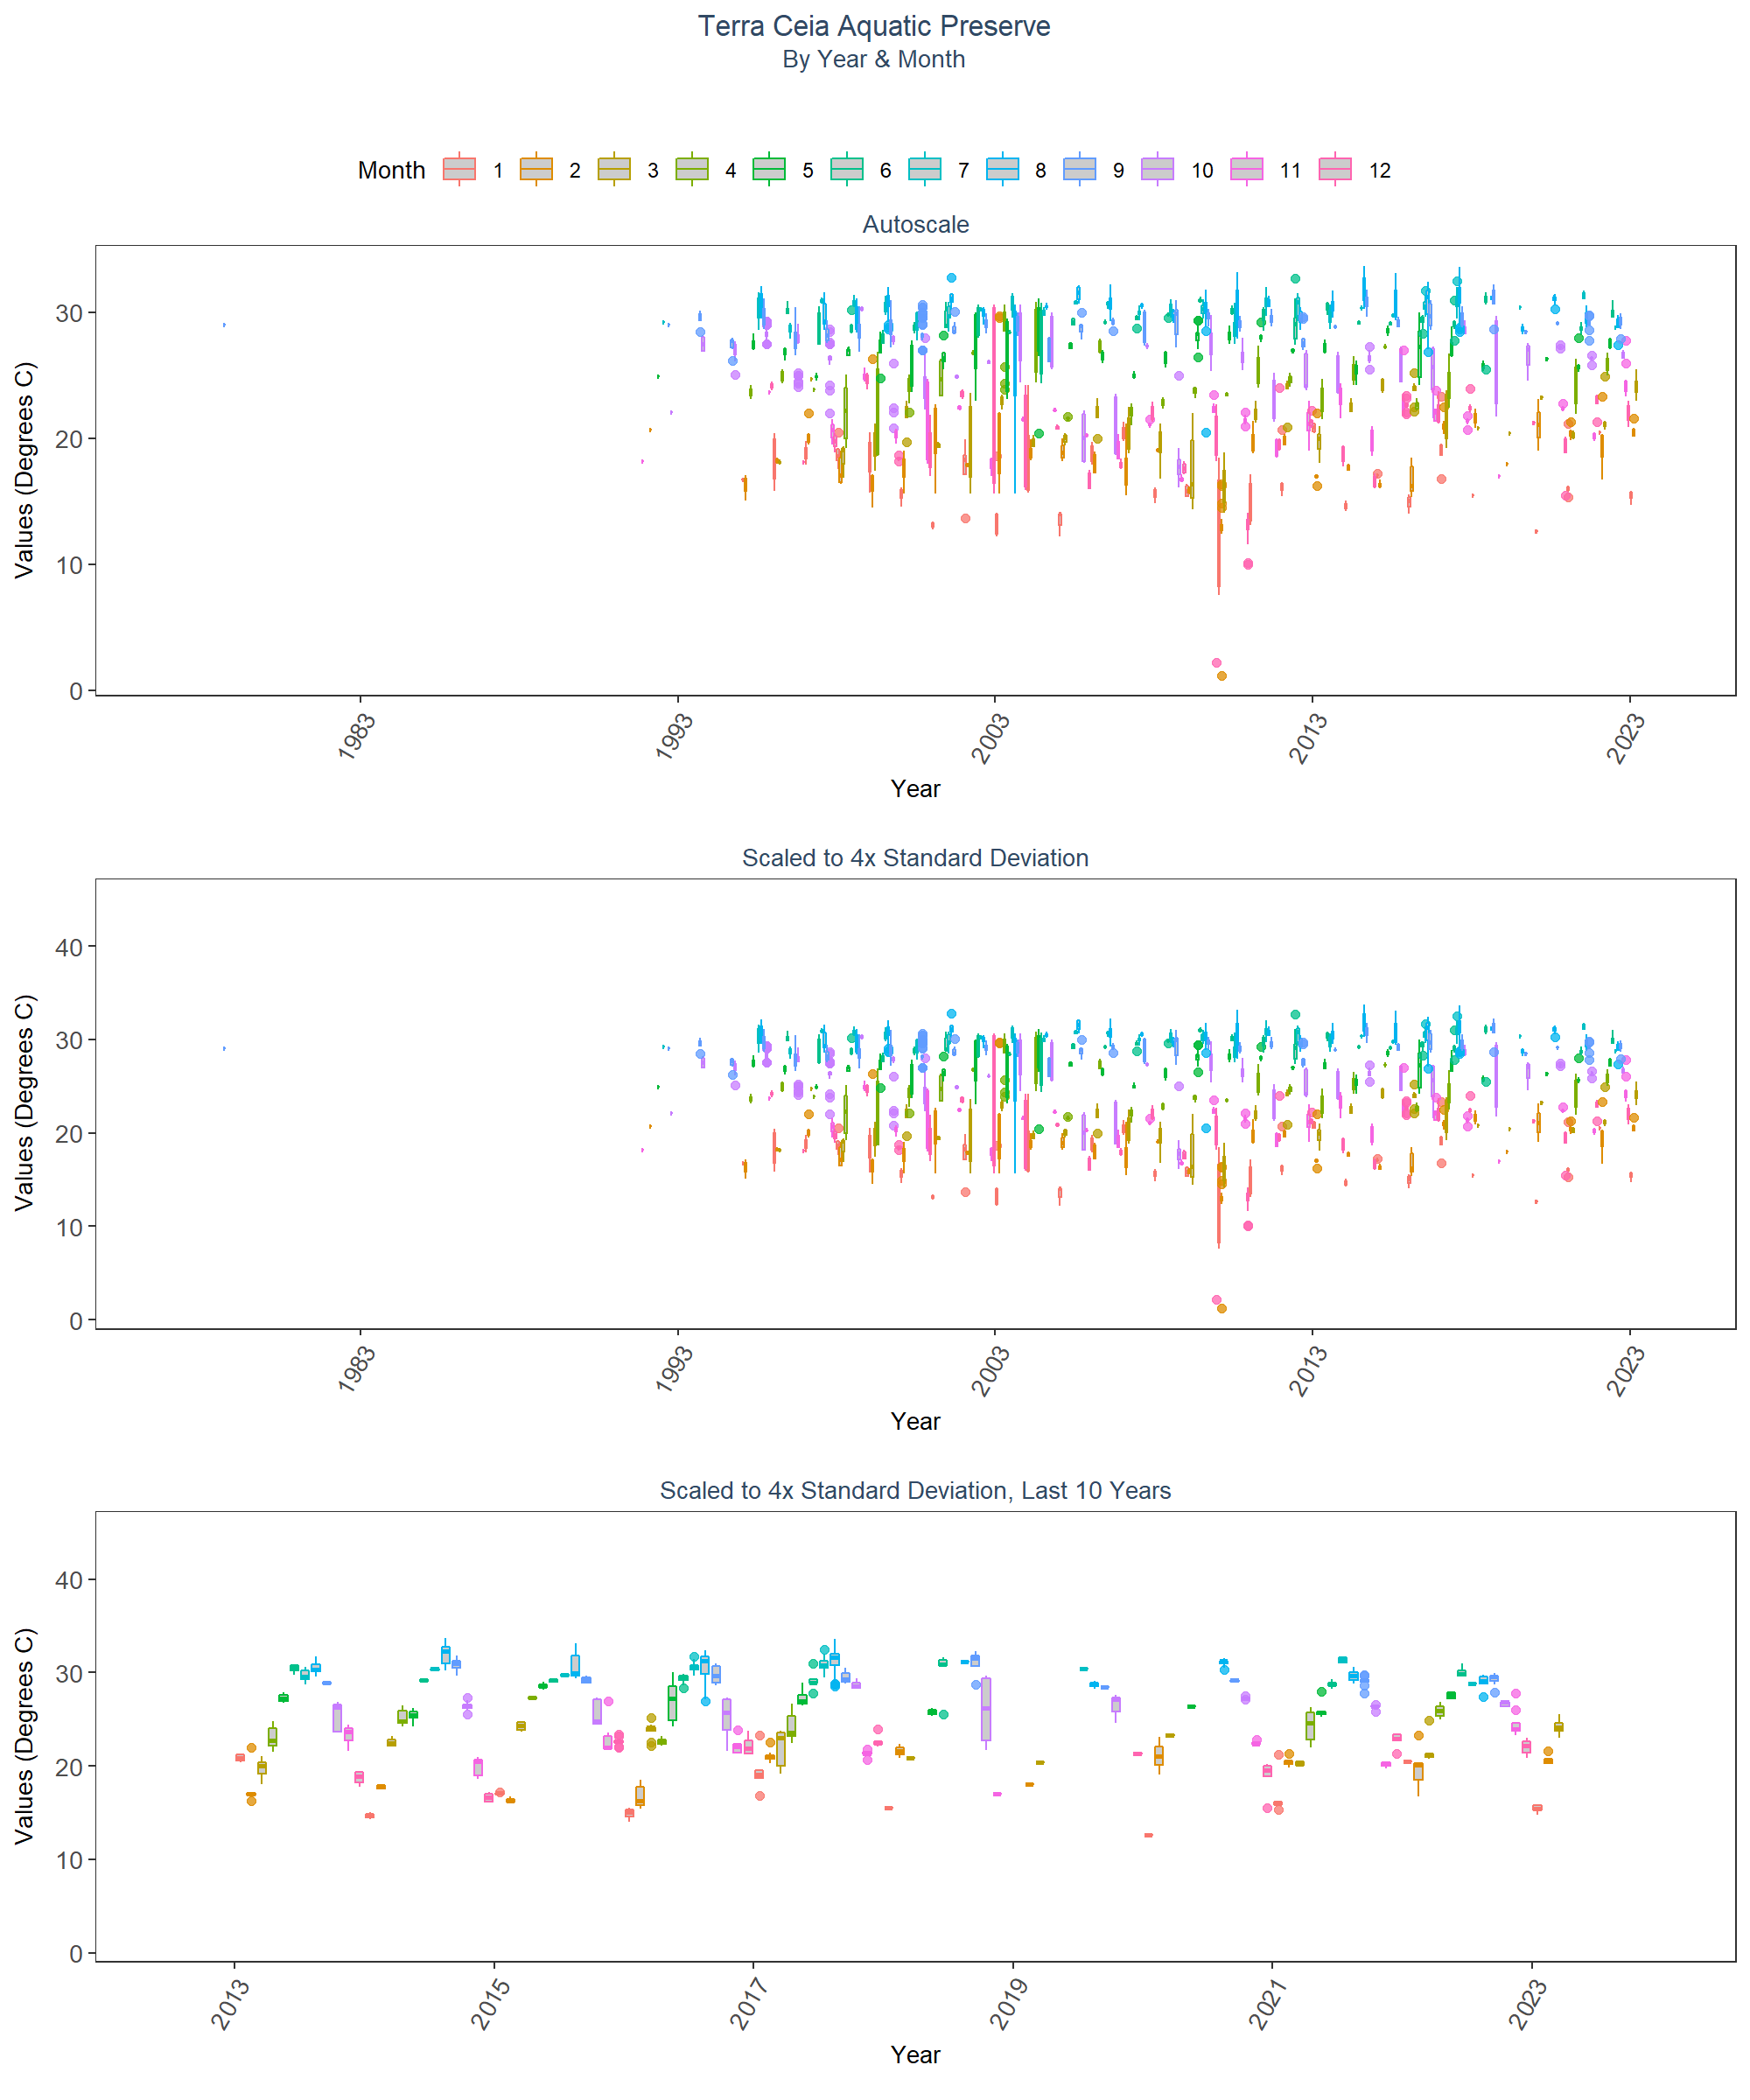 Terra Ceia Aquatic Preserve
By Year & Month
Month 1 2 3 4 5 6 7 8 9 10 11 12
Autoscale
Values (Degrees C)
30
20
10
0
1983 1993 2003 2013 2023
Year
Scaled to 4x Standard Deviation
Values (Degrees C)
40
30
20
10
0
1983 1993 2003 2013 2023
Year
Scaled to 4x Standard Deviation, Last 10 Years
Values (Degrees C)
40
30
20
10
0
2013 2015 2017 2019 2021 2023
Year